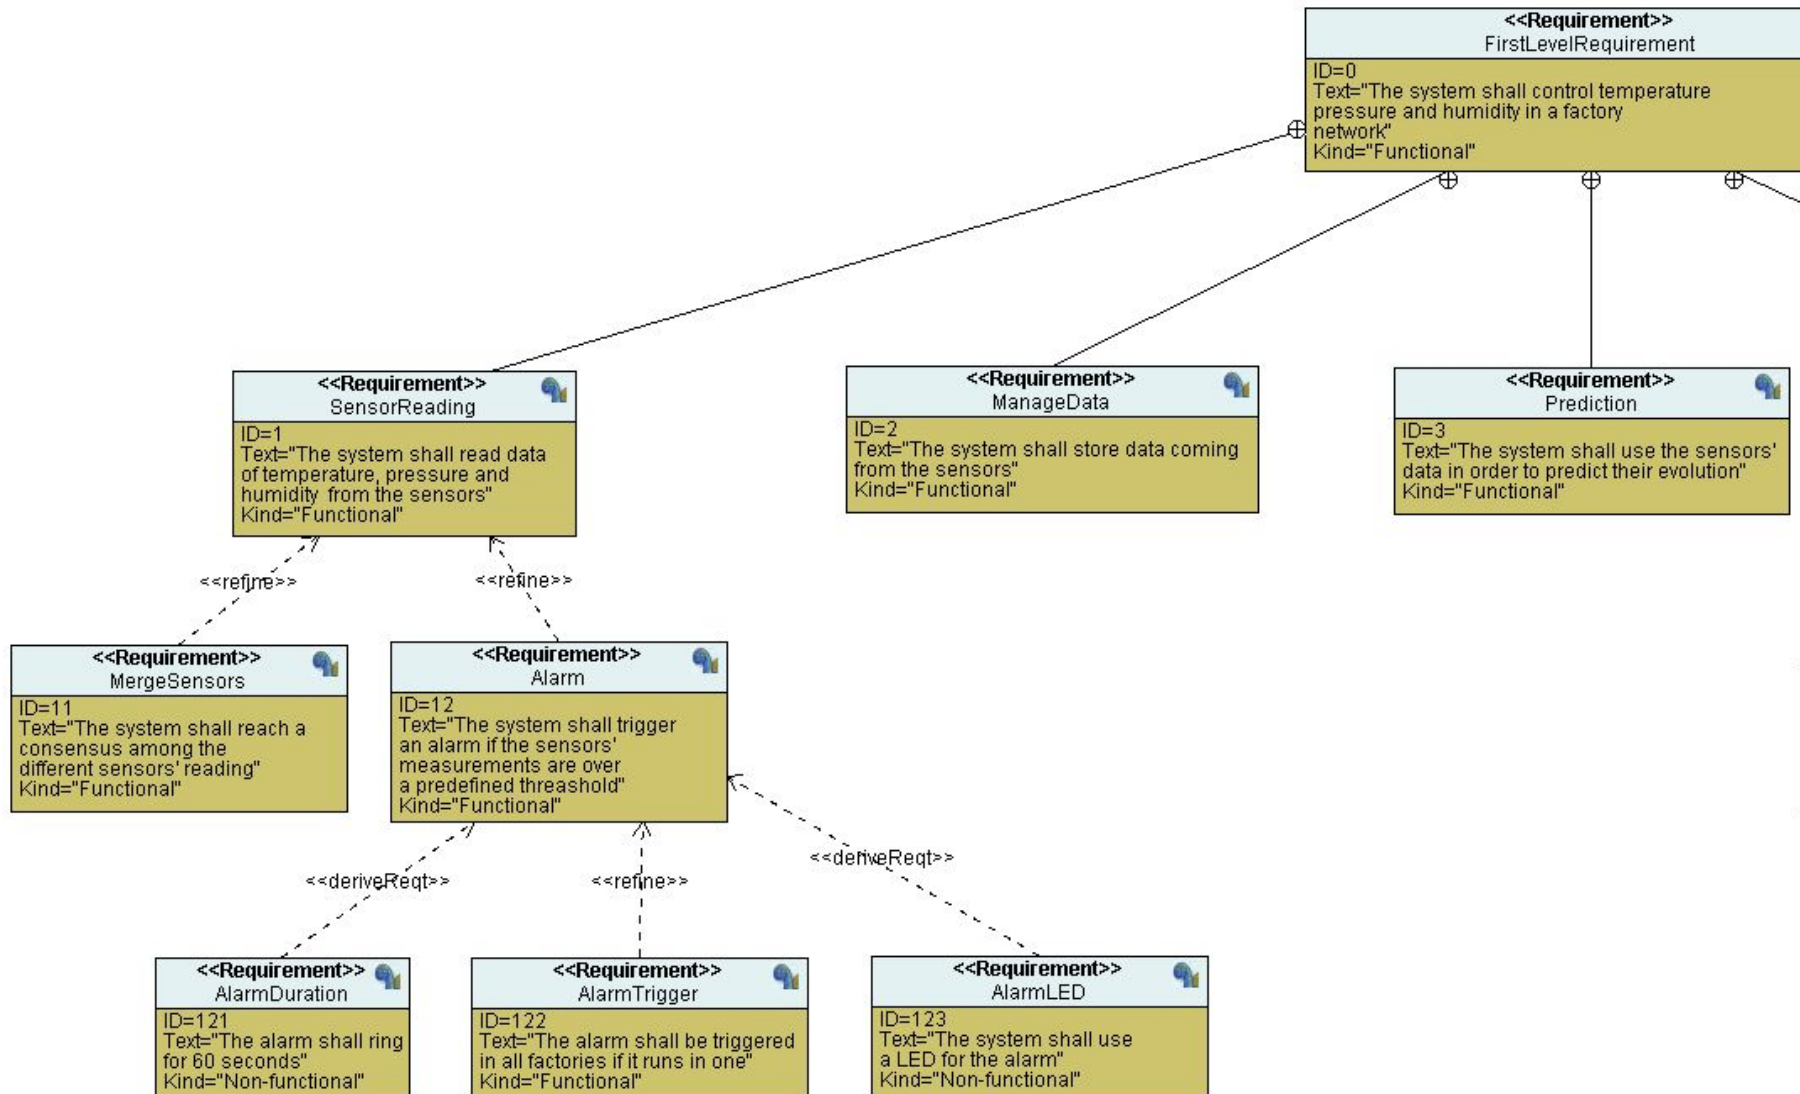 <<Requirement>>
FirstLevelRequirement
ID=0
Text="The system shall control temperature
pressure and humidity in a factory
network"
Kind="Functional"
<<Requirement>>
SensorReading
ID=1
Text="The system shall read data
of temperature, pressure and
humidity from the sensors"
Kind="Functional"
<<Requirement>>
ManageData
ID=2
Text="The system shall store data coming
from the sensors"
Kind="Functional"
<<Requirement>>
Prediction
ID=3
Text="The system shall use the sensors'
data in order to predict their evolution"
Kind="Functional"
<<refine>>
<<refine>>
<<Requirement>>
MergeSensors
ID=11
Text="The system shall reach a
consensus among the
different sensors' reading"
Kind="Functional"
<<Requirement>>
Alarm
ID=12
Text="The system shall trigger
an alarm if the sensors'
measurements are over
a predefined threashold"
Kind="Functional"
<<deriveReqt>>
<<refine>>
<<deriveReqt>>
<<Requirement>>
AlarmDuration
ID=121
Text="The alarm shall ring
for 60 seconds"
Kind="Non-functional"
<<Requirement>>
AlarmTrigger
ID=122
Text="The alarm shall be triggered
in all factories if it runs in one"
Kind="Functional"
<<Requirement>>
AlarmLED
ID=123
Text="The system shall use
a LED for the alarm"
Kind="Non-functional"